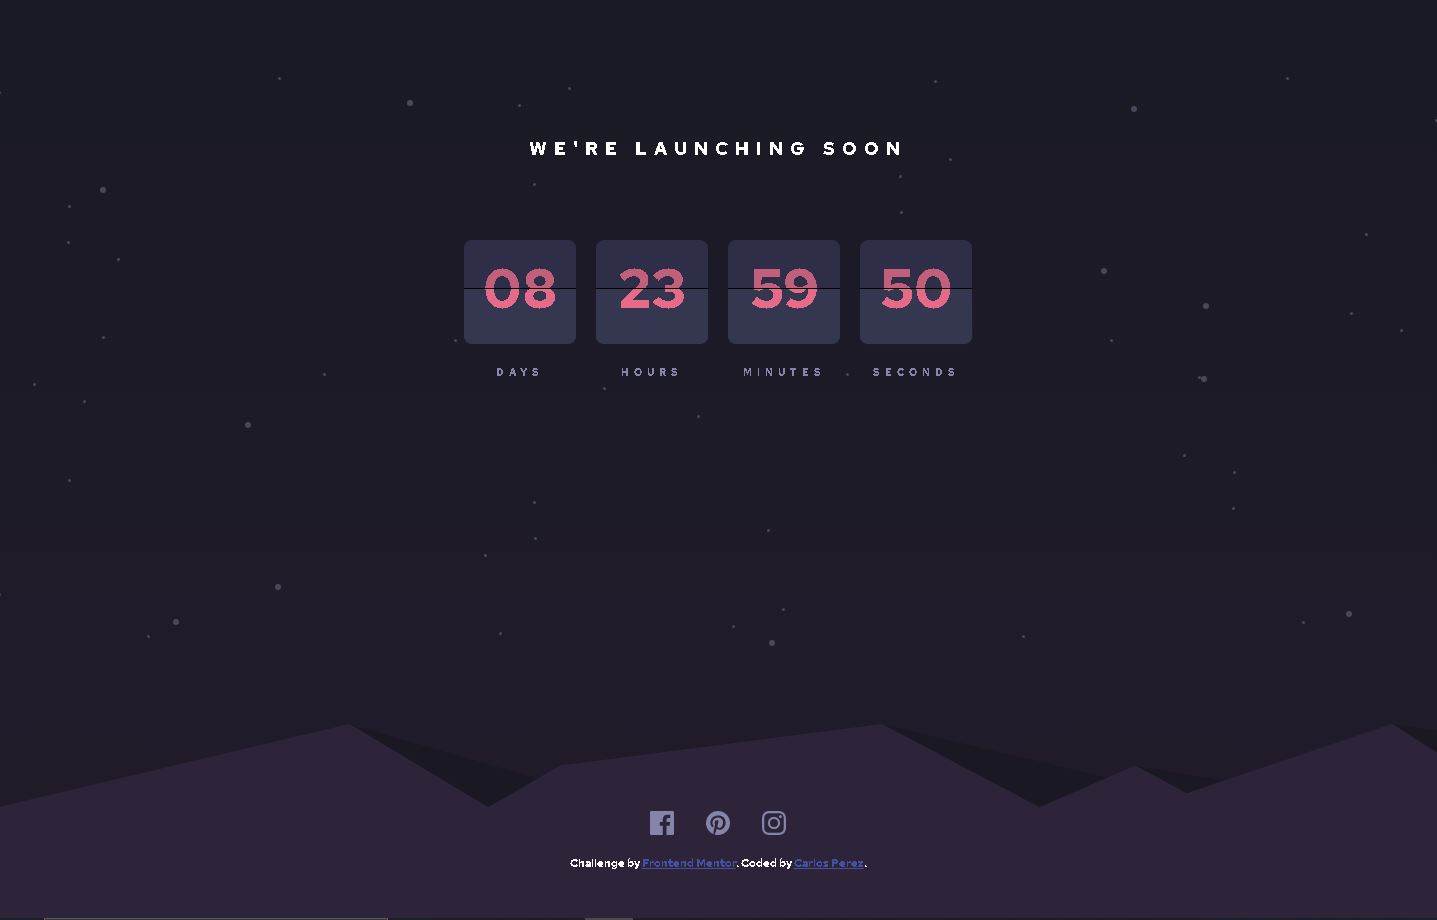 WE'RE LAUNCHING SOON
08 23 59 50
DAYS HOURS MINUTES SECONDS
Challenge by Frontend Mentor. Coded by Carlos Perez.